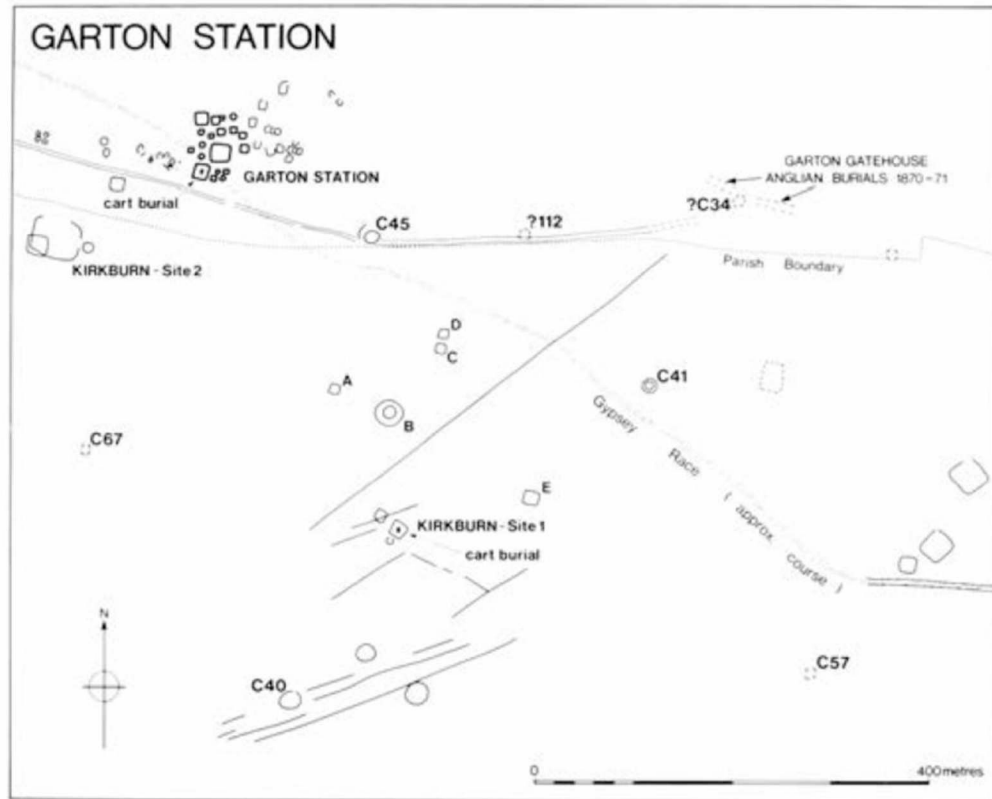 GARTON STATION
GARTON STATION
cart burial
KIRKBURN - Site 2
C45
?112
GARTON GATEHOUSE
ANGLIAN BURIALS 1870-71
?C34
Parish Boundary
D
C
A
B
C41
C67
Gypsey Race ( approx course )
E
KIRKBURN - Site 1
cart burial
N
C40
C57
0
400 metres